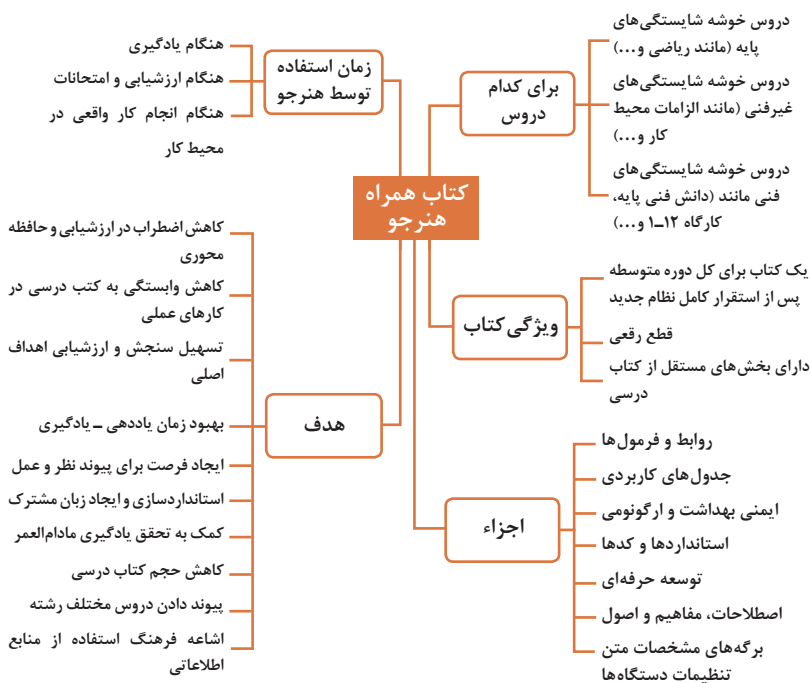 کتاب همراه
هنرجو
برای کدام
دروس
دروس خوشه شایستگی‌های
پایه (مانند ریاضی و...)
دروس خوشه شایستگی‌های
غیرفنی (مانند الزامات محیط
کار و...)
دروس خوشه شایستگی‌های
فنی مانند (دانش فنی پایه،
کارگاه ۱۲ـ۱ و...)
ویژگی کتاب
یک کتاب برای کل دوره متوسطه
پس از استقرار کامل نظام جدید
قطع رقعی
دارای بخش‌های مستقل از کتاب
درسی
اجزاء
روابط و فرمول‌ها
جدول‌های کاربردی
ایمنی بهداشت و ارگونومی
استانداردها و کدها
توسعه حرفه‌ای
اصطلاحات، مفاهیم و اصول
برگه‌های مشخصات متن
تنظیمات دستگاه‌ها
زمان استفاده
توسط هنرجو
هنگام یادگیری
هنگام ارزشیابی و امتحانات
هنگام انجام کار واقعی در
محیط کار
هدف
کاهش اضطراب در ارزشیابی و حافظه
محوری
کاهش وابستگی به کتب درسی در
کارهای عملی
تسهیل سنجش و ارزشیابی اهداف
اصلی
بهبود زمان یاددهی ـ یادگیری
ایجاد فرصت برای پیوند نظر و عمل
استانداردسازی و ایجاد زبان مشترک
کمک به تحقق یادگیری مادام‌العمر
کاهش حجم کتاب درسی
پیوند دادن دروس مختلف رشته
اشاعه فرهنگ استفاده از منابع
اطلاعاتی